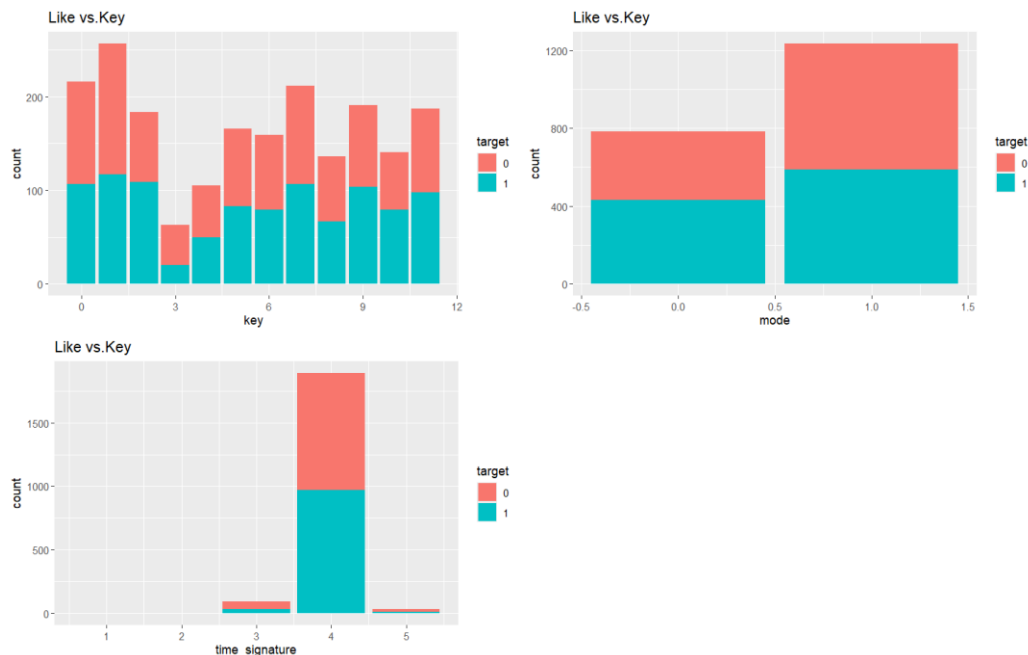 Like vs.Key
200
100
0
count
0 3 6 9 12
key
target
0
1
Like vs.Key
1200
800
400
0
count
-0.5 0.0 0.5 1.0 1.5
mode
target
0
1
Like vs.Key
1500
1000
500
0
count
1 2 3 4 5
time_signature
target
0
1